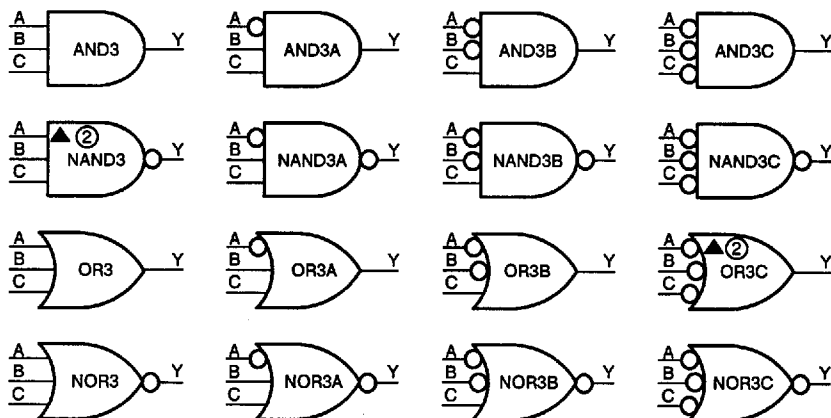 A A A A
AND3 Y AND3A Y AND3B Y AND3C Y
B B B B
C C C C
A ▲ ② A A A
B NAND3 Y B NAND3A Y B NAND3B Y B NAND3C Y
C C C C
A A A A ▲ ②
B OR3 Y B OR3A Y B OR3B Y B OR3C Y
C C C C
A A A A
B NOR3 Y B NOR3A Y B NOR3B Y B NOR3C Y
C C C C